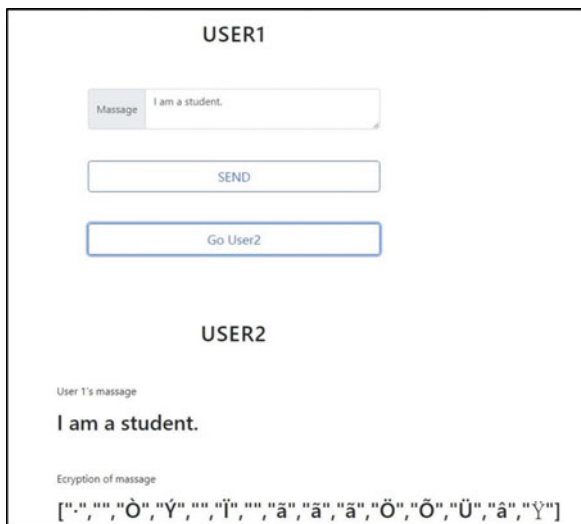 USER1
Massage
I am a student.
SEND
Go User2
USER2
User 1's massage
I am a student.
Ecryption of massage
["·","","Ò","Ý","","Ï","","ã","ã","ã","Ö","Õ","Ü","â","Ÿ"]